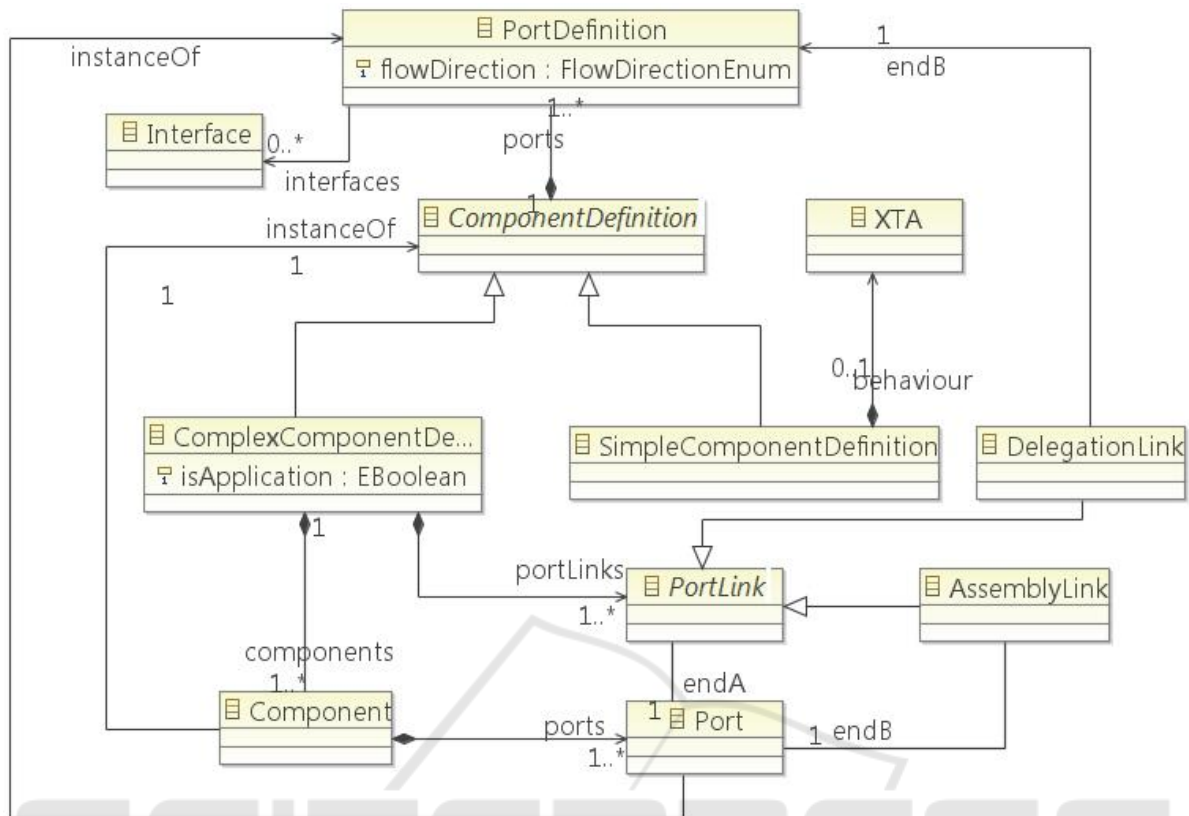 PortDefinition
instanceOf
1
endB
flowDirection : FlowDirectionEnum
1..*
Interface
0..*
ports
interfaces
1
ComponentDefinition
XTA
instanceOf
1
1
0..1
behaviour
ComplexComponentDe...
SimpleComponentDefinition
DelegationLink
isApplication : EBoolean
1
portLinks
PortLink
AssemblyLink
1..*
components
1..*
endA
Component
1
Port
ports
1
endB
1..*